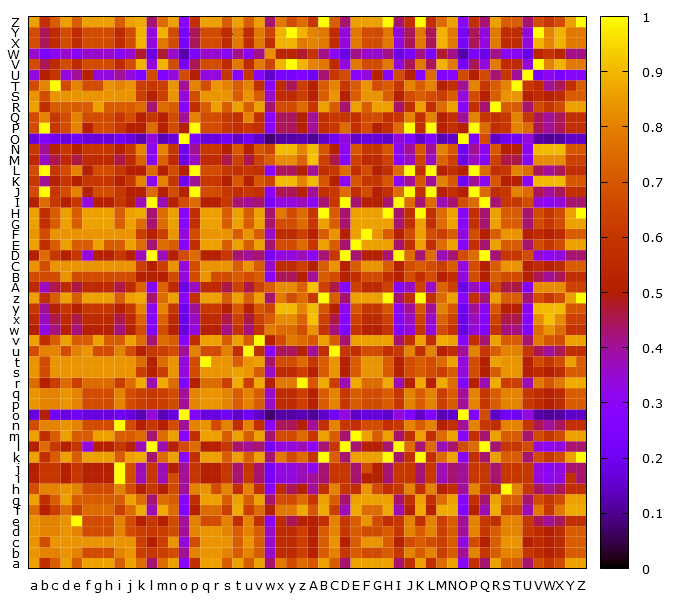 Z
Y
X
W
V
U
T
S
R
Q
P
O
N
M
L
K
J
I
H
G
F
E
D
C
B
A
z
y
x
w
v
u
t
s
r
q
p
o
n
m
l
k
j
i
h
g
f
e
d
c
b
a
a b c d e f g h i j k l m n o p q r s t u v w x y z A B C D E F G H I J K L M N O P Q R S T U V W X Y Z
1
0.9
0.8
0.7
0.6
0.5
0.4
0.3
0.2
0.1
0